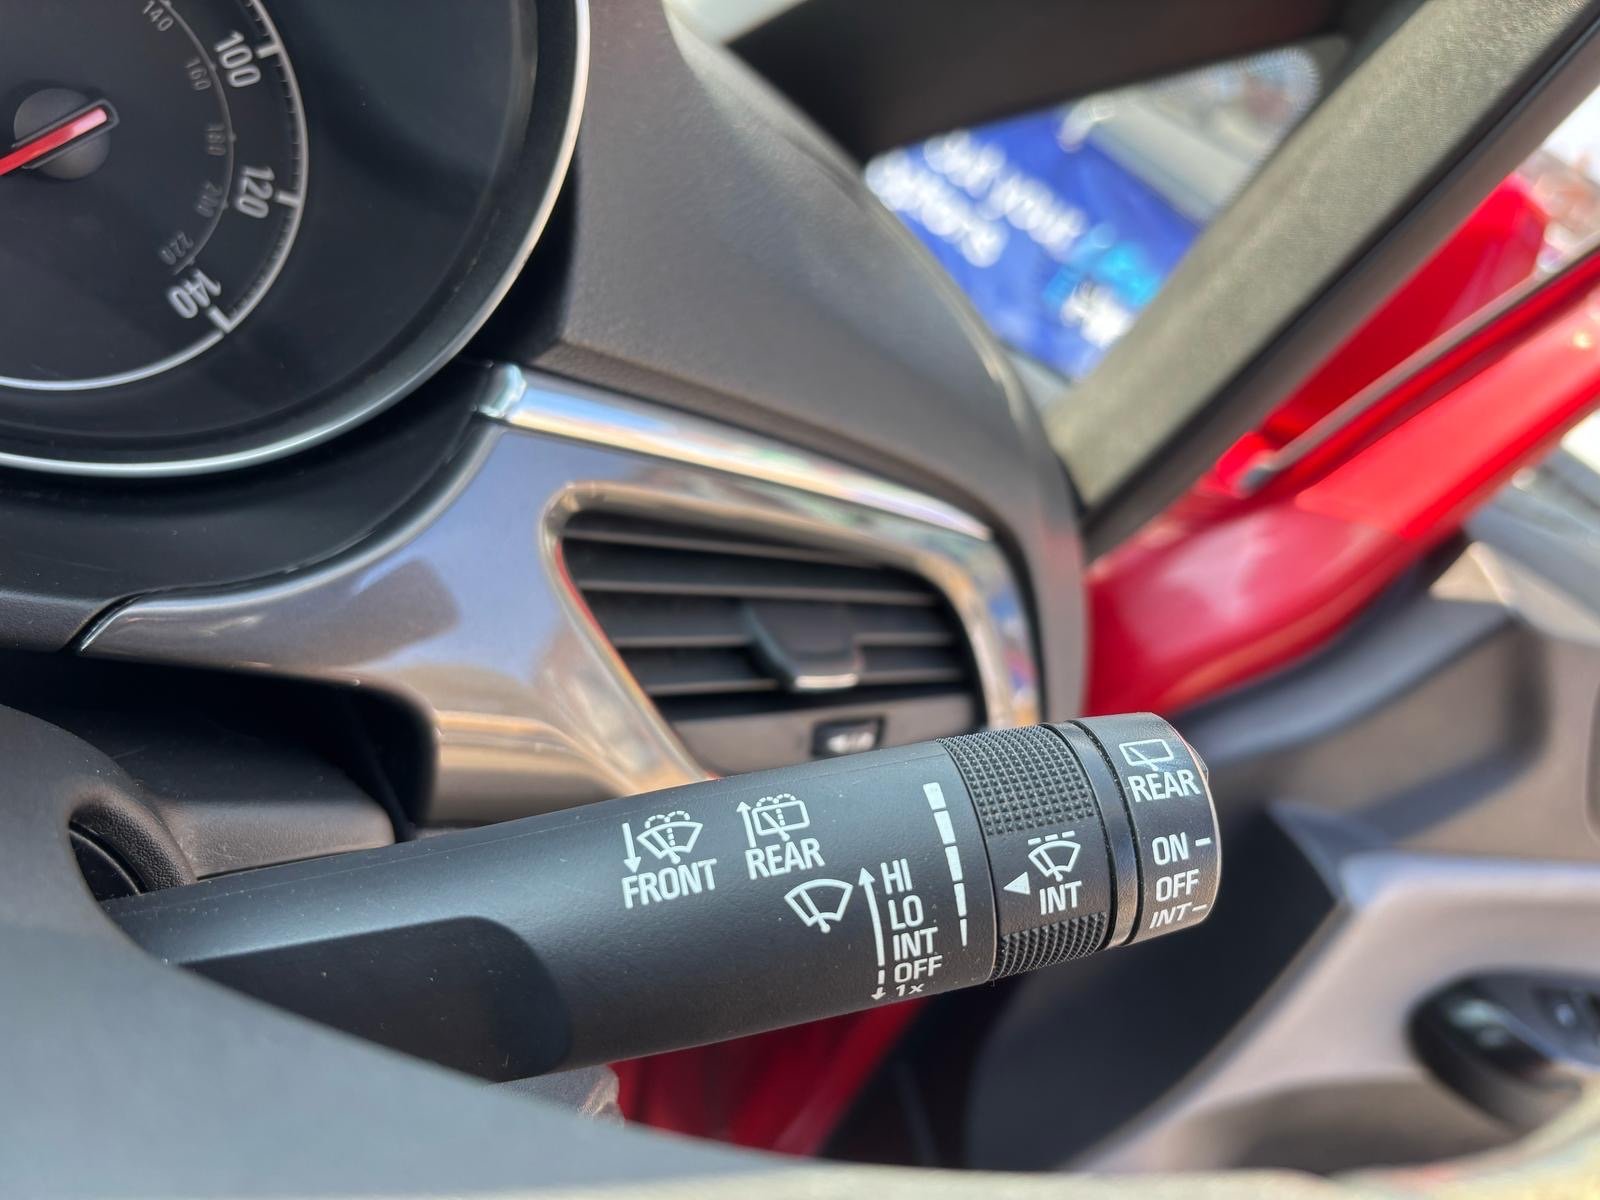 140
100
160
180
120
200
220
140
your
FRONT
REAR
HI
LO
INT
OFF
1x
INT
REAR
ON
OFF
INT